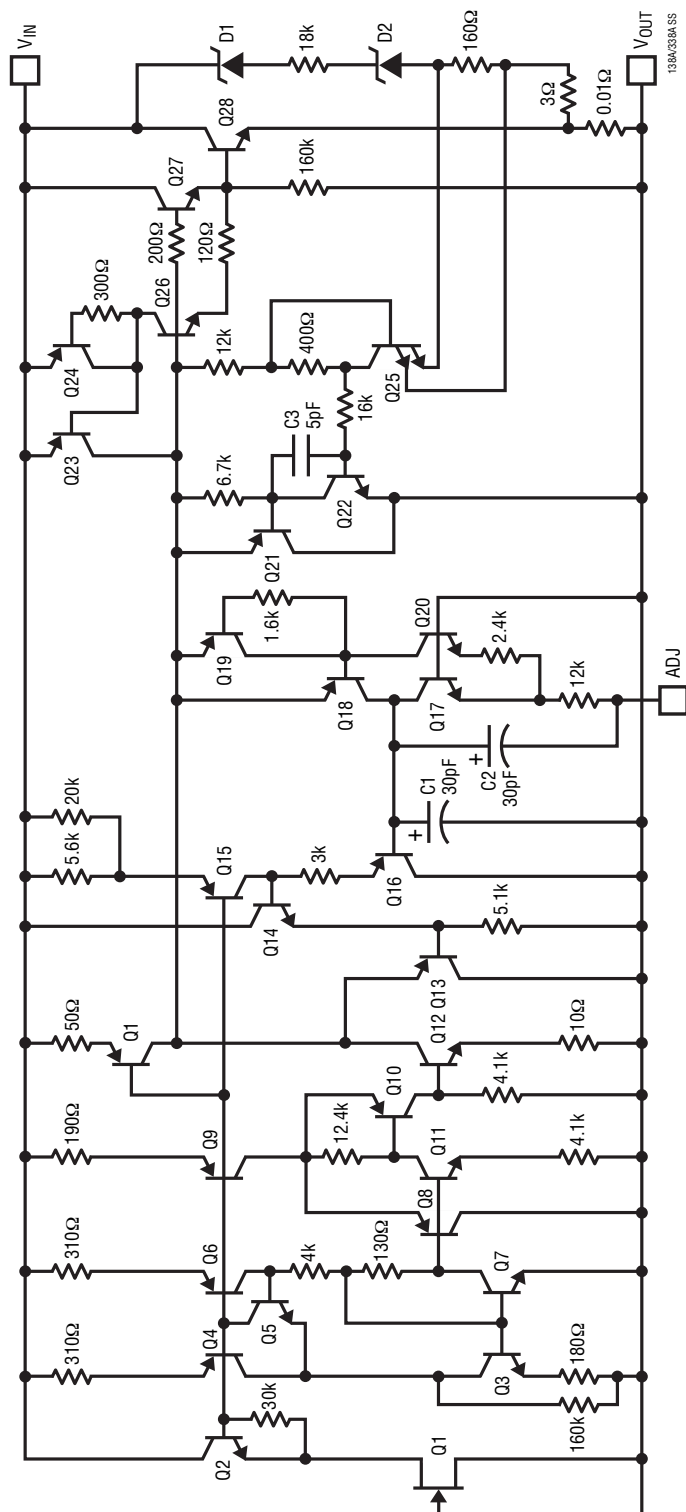 VIN
D1
18k
D2
160Ω
3Ω
0.01Ω
VOUT
138A/338A SS
Q28
Q27
160k
200Ω
120Ω
300Ω
Q26
Q24
12k
400Ω
Q25
Q23
16k
C3
5pF
6.7k
Q22
Q21
1.6k
Q19
Q20
2.4k
Q18
Q17
12k
ADJ
C2
30pF
+
C1
30pF
+
20k
5.6k
Q15
3k
Q16
Q14
5.1k
Q13
50Ω
Q1
Q12
10Ω
Q10
4.1k
190Ω
Q9
12.4k
Q11
4.1k
Q8
310Ω
Q6
4k
130Ω
Q7
Q5
310Ω
Q4
Q3
180Ω
160k
30k
Q2
Q1